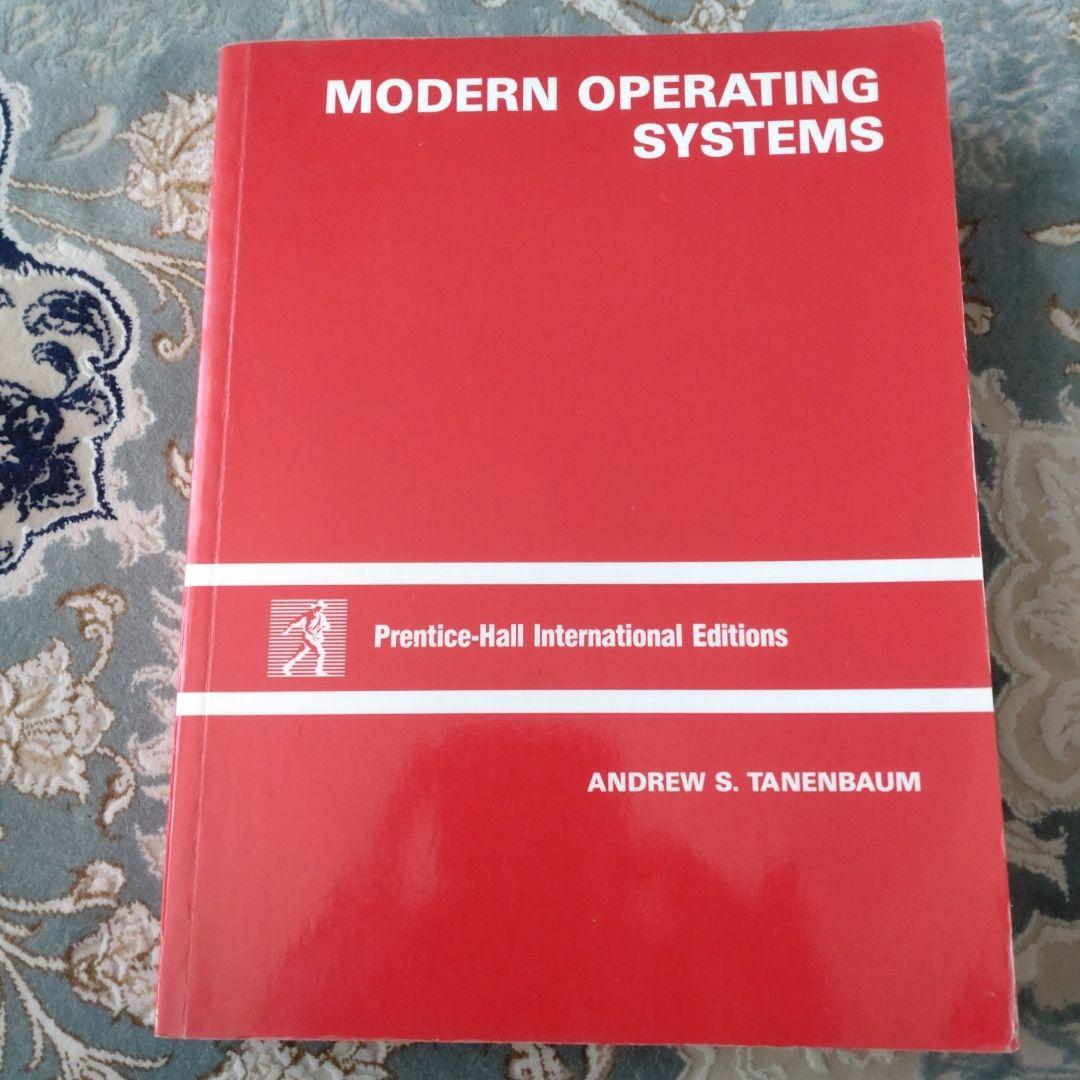 MODERN OPERATING
SYSTEMS
Prentice-Hall International Editions
ANDREW S. TANENBAUM